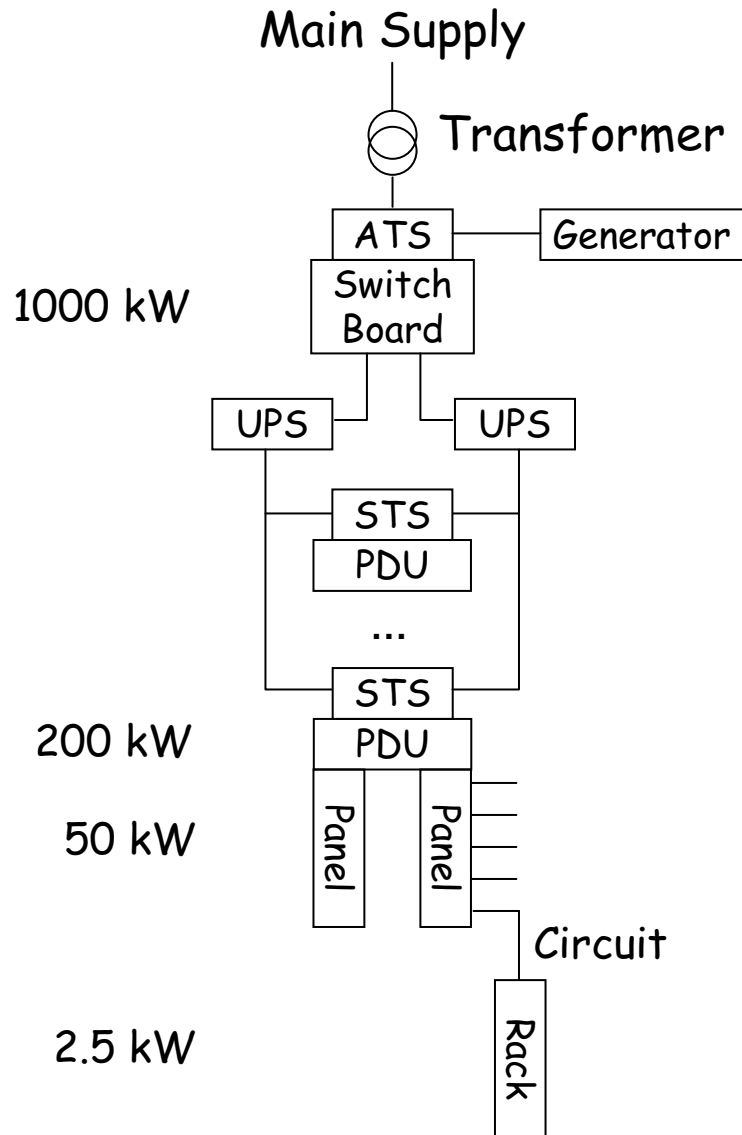 Main Supply
Transformer
ATS
Generator
1000 kW
Switch
Board
UPS
UPS
STS
PDU
...
STS
200 kW
PDU
50 kW
Panel
Panel
Circuit
2.5 kW
Rack